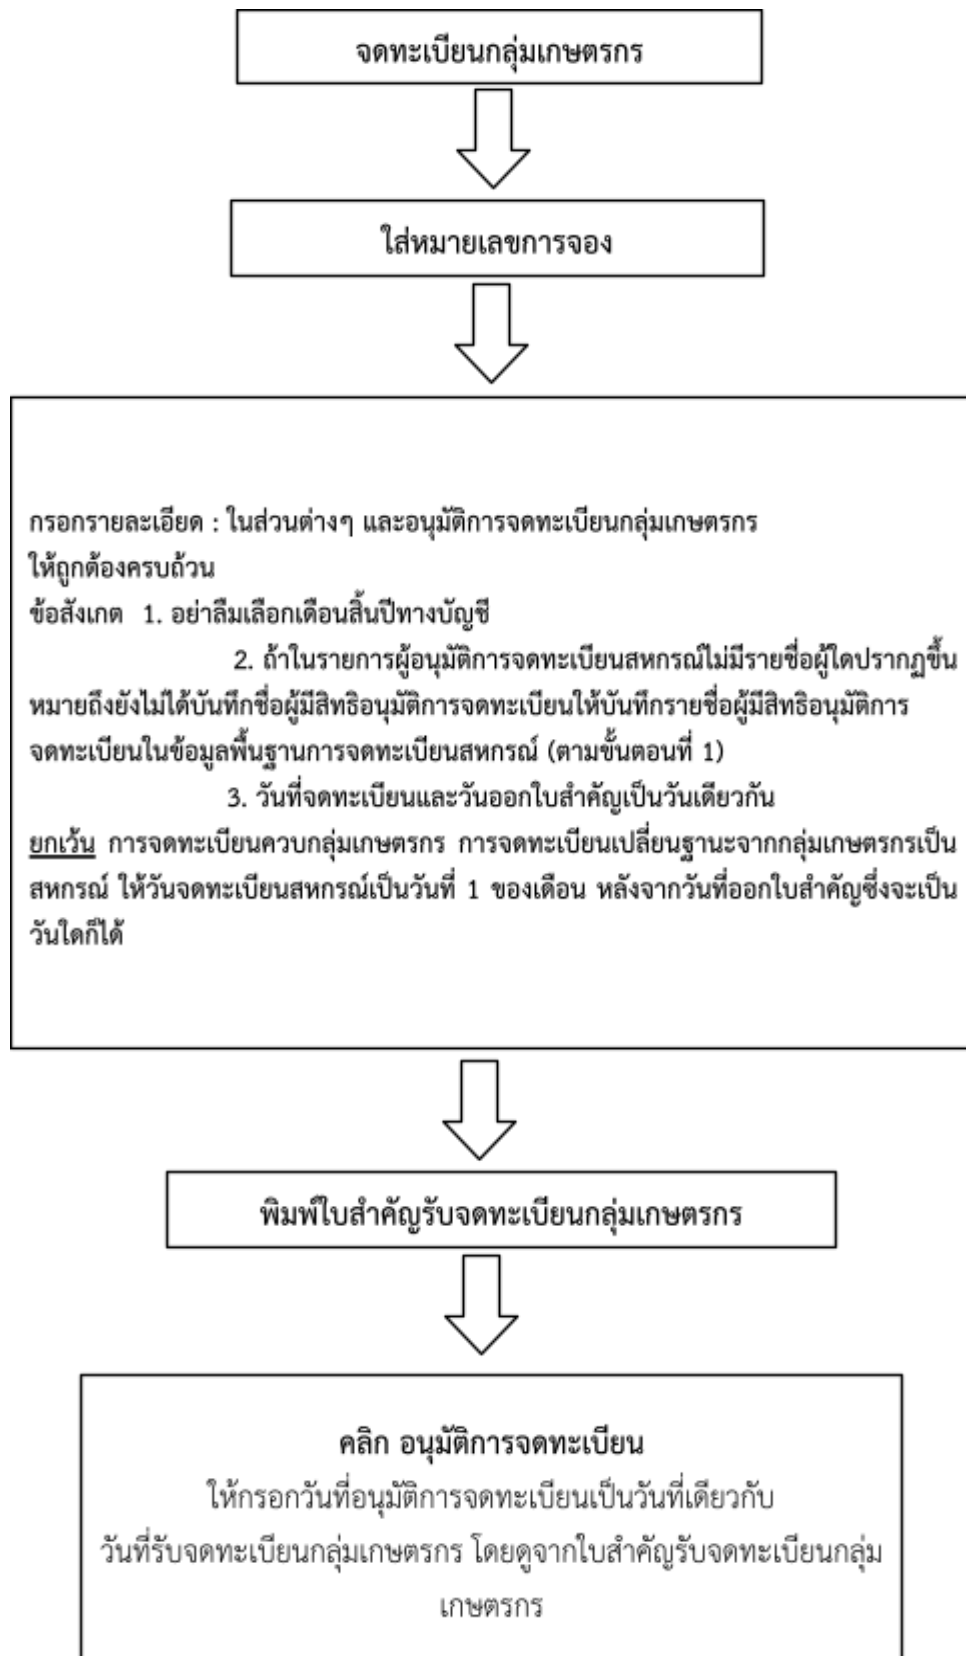 จดทะเบียนกลุ่มเกษตรกร
ใส่หมายเลขการจอง
กรอกรายละเอียด : ในส่วนต่างๆ และอนุมัติการจดทะเบียนกลุ่มเกษตรกร
ให้ถูกต้องครบถ้วน
ข้อสังเกต 1. อย่าลืมเลือกเดือนสิ้นปีทางบัญชี
2. ถ้าในรายการผู้อนุมัติการจดทะเบียนสหกรณ์ไม่มีรายชื่อผู้ใดปรากฏขึ้น
หมายถึงยังไม่ได้บันทึกชื่อผู้มีสิทธิอนุมัติการจดทะเบียนให้บันทึกรายชื่อผู้มีสิทธิอนุมัติการ
จดทะเบียนในข้อมูลพื้นฐานการจดทะเบียนสหกรณ์ (ตามขั้นตอนที่ 1)
3. วันที่จดทะเบียนและวันออกใบสำคัญเป็นวันเดียวกัน
ยกเว้น การจดทะเบียนควบกลุ่มเกษตรกร การจดทะเบียนเปลี่ยนฐานะจากกลุ่มเกษตรกรเป็น
สหกรณ์ ให้วันจดทะเบียนสหกรณ์เป็นวันที่ 1 ของเดือน หลังจากวันที่ออกใบสำคัญซึ่งจะเป็น
วันใดก็ได้
พิมพ์ใบสำคัญรับจดทะเบียนกลุ่มเกษตรกร
คลิก อนุมัติการจดทะเบียน
ให้กรอกวันที่อนุมัติการจดทะเบียนเป็นวันที่เดียวกับ
วันที่รับจดทะเบียนกลุ่มเกษตรกร โดยดูจากใบสำคัญรับจดทะเบียนกลุ่ม
เกษตรกร